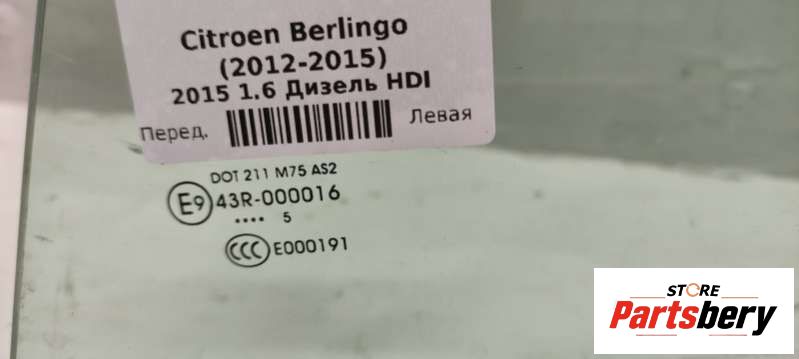 Citroen Berlingo
(2012-2015)
2015 1.6 Дизель HDI
Перед. Левая
DOT 211 M75 AS2
E9 43R-000016
•••• 5
CCC E000191
STORE
Partsbery